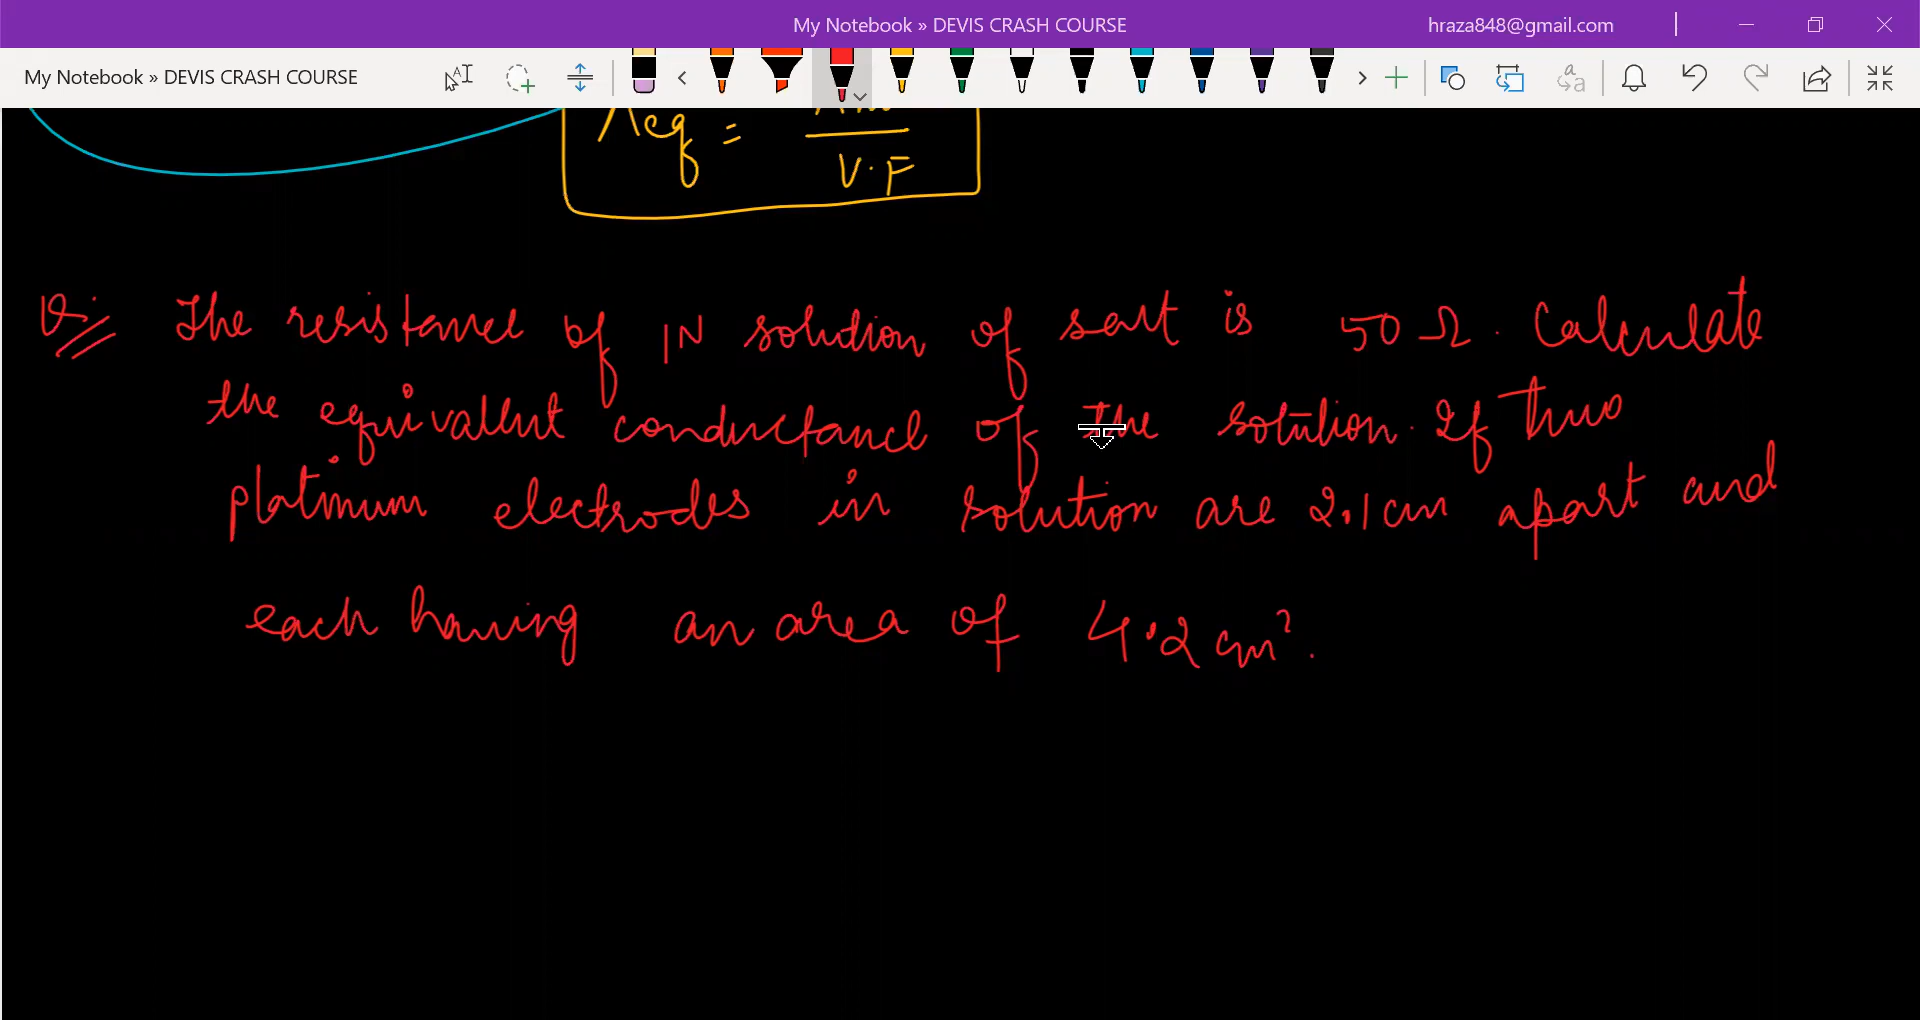 My Notebook » DEVIS CRASH COURSE
hraza848@gmail.com
My Notebook » DEVIS CRASH COURSE
Λeq =
V.F
Q: The resistance of 1N solution of salt is 50 Ω. Calculate
the equivalent conductance of the solution. If two
platinum electrodes in solution are 2.1cm apart and
each having an area of 4.2 cm².